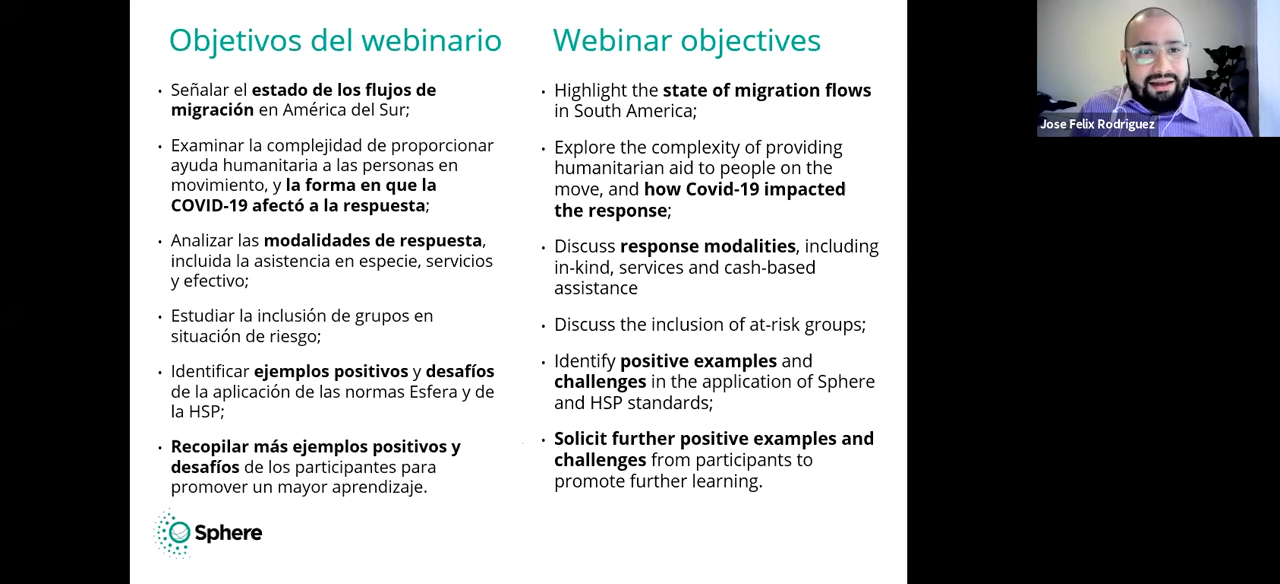 Objetivos del webinario
• Señalar el estado de los flujos de
migración en América del Sur;
• Examinar la complejidad de proporcionar
ayuda humanitaria a las personas en
movimiento, y la forma en que la
COVID-19 afectó a la respuesta;
• Analizar las modalidades de respuesta,
incluida la asistencia en especie, servicios
y efectivo;
• Estudiar la inclusión de grupos en
situación de riesgo;
• Identificar ejemplos positivos y desafíos
de la aplicación de las normas Esfera y de
la HSP;
• Recopilar más ejemplos positivos y
desafíos de los participantes para
promover un mayor aprendizaje.
Sphere
Webinar objectives
• Highlight the state of migration flows
in South America;
Explore the complexity of providing
humanitarian aid to people on the
move, and how Covid-19 impacted
the response;
• Discuss response modalities, including
in-kind, services and cash-based
assistance
• Discuss the inclusion of at-risk groups;
• Identify positive examples and
challenges in the application of Sphere
and HSP standards;
• Solicit further positive examples and
challenges from participants to
promote further learning.
Jose Felix Rodriguez